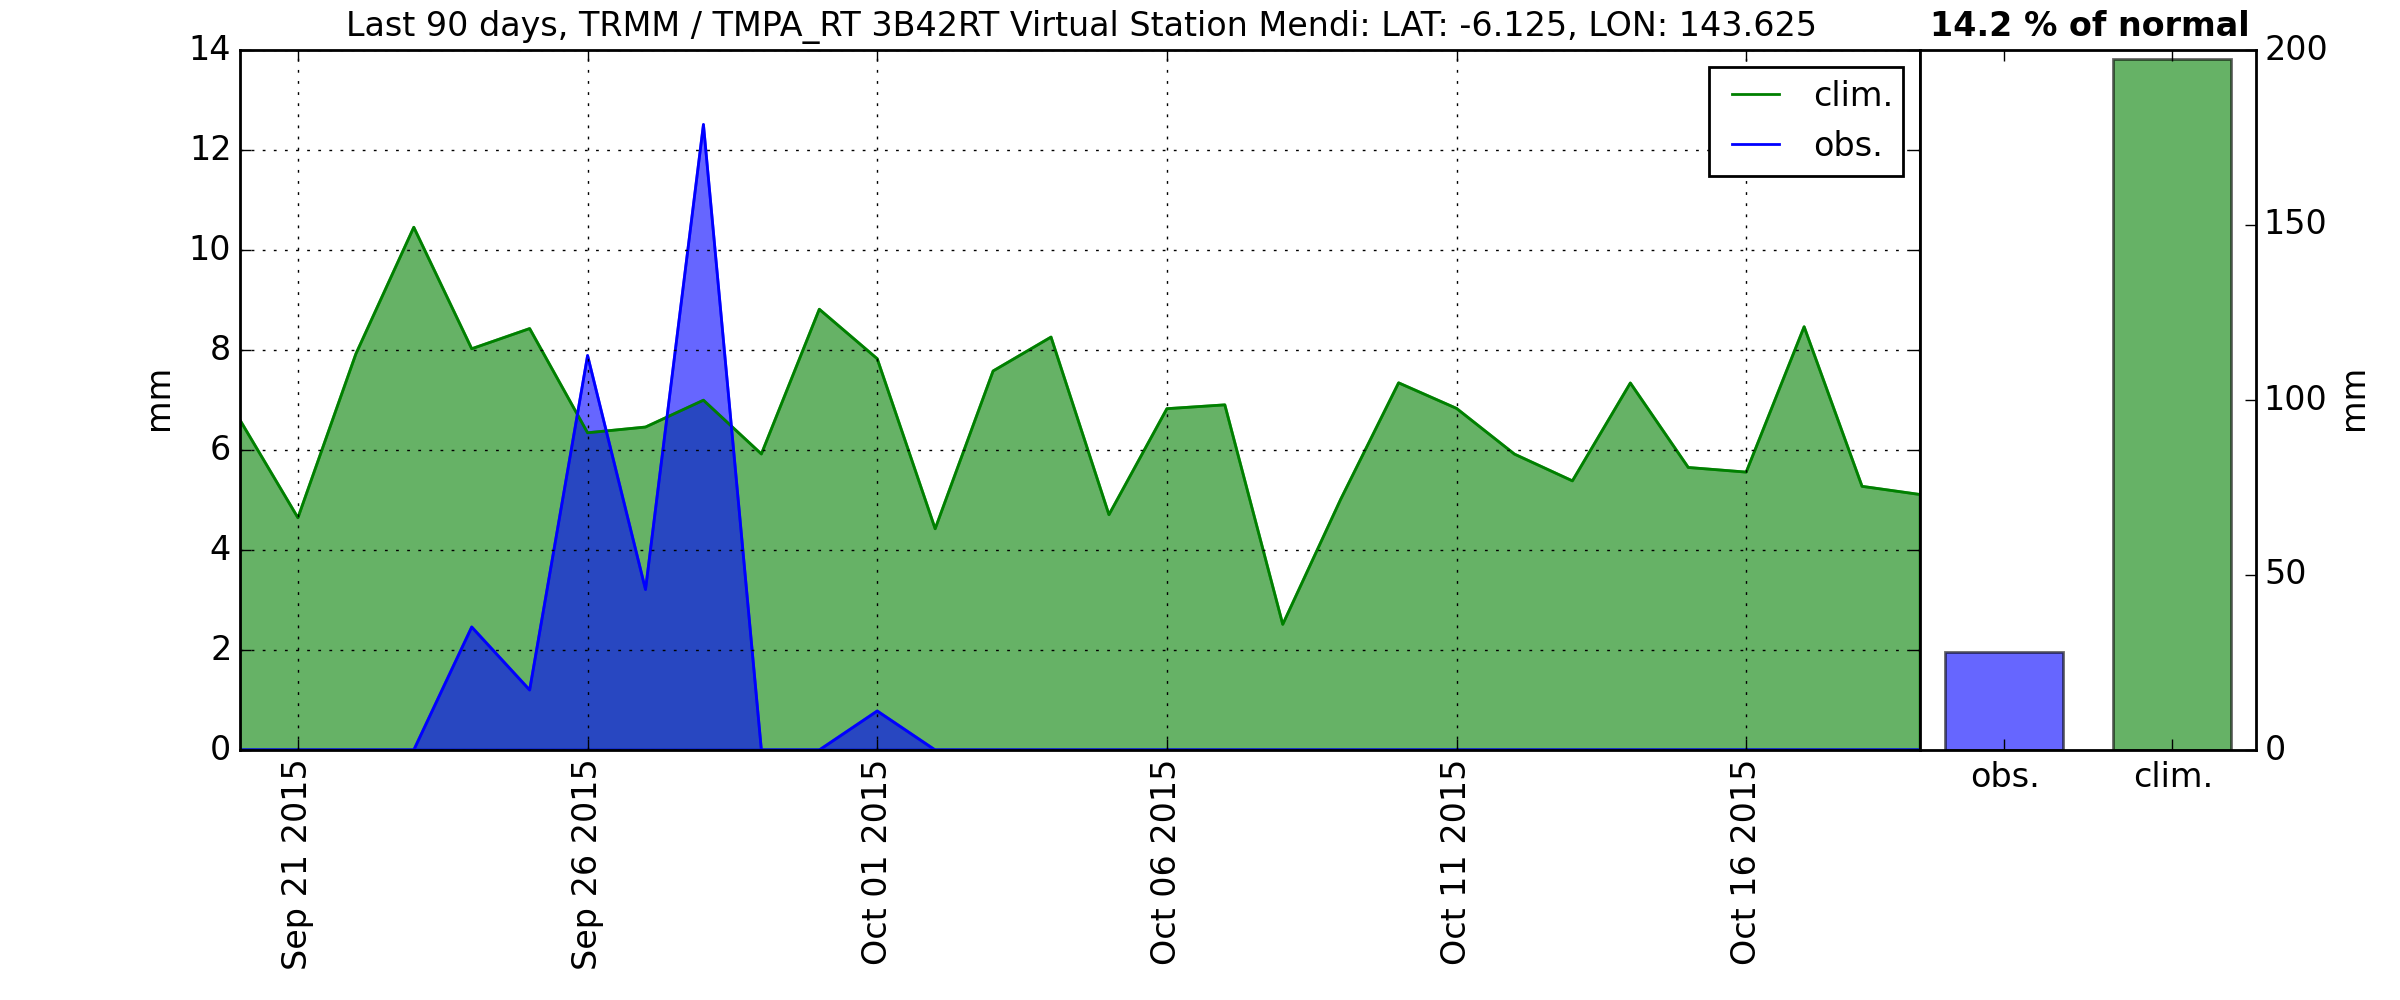 Last 90 days, TRMM / TMPA_RT 3B42RT Virtual Station Mendi: LAT: -6.125, LON: 143.625
14.2 % of normal
14
12
10
8
6
4
2
0
mm
clim.
obs.
200
150
100
50
0
mm
Sep 21 2015
Sep 26 2015
Oct 01 2015
Oct 06 2015
Oct 11 2015
Oct 16 2015
obs.
clim.